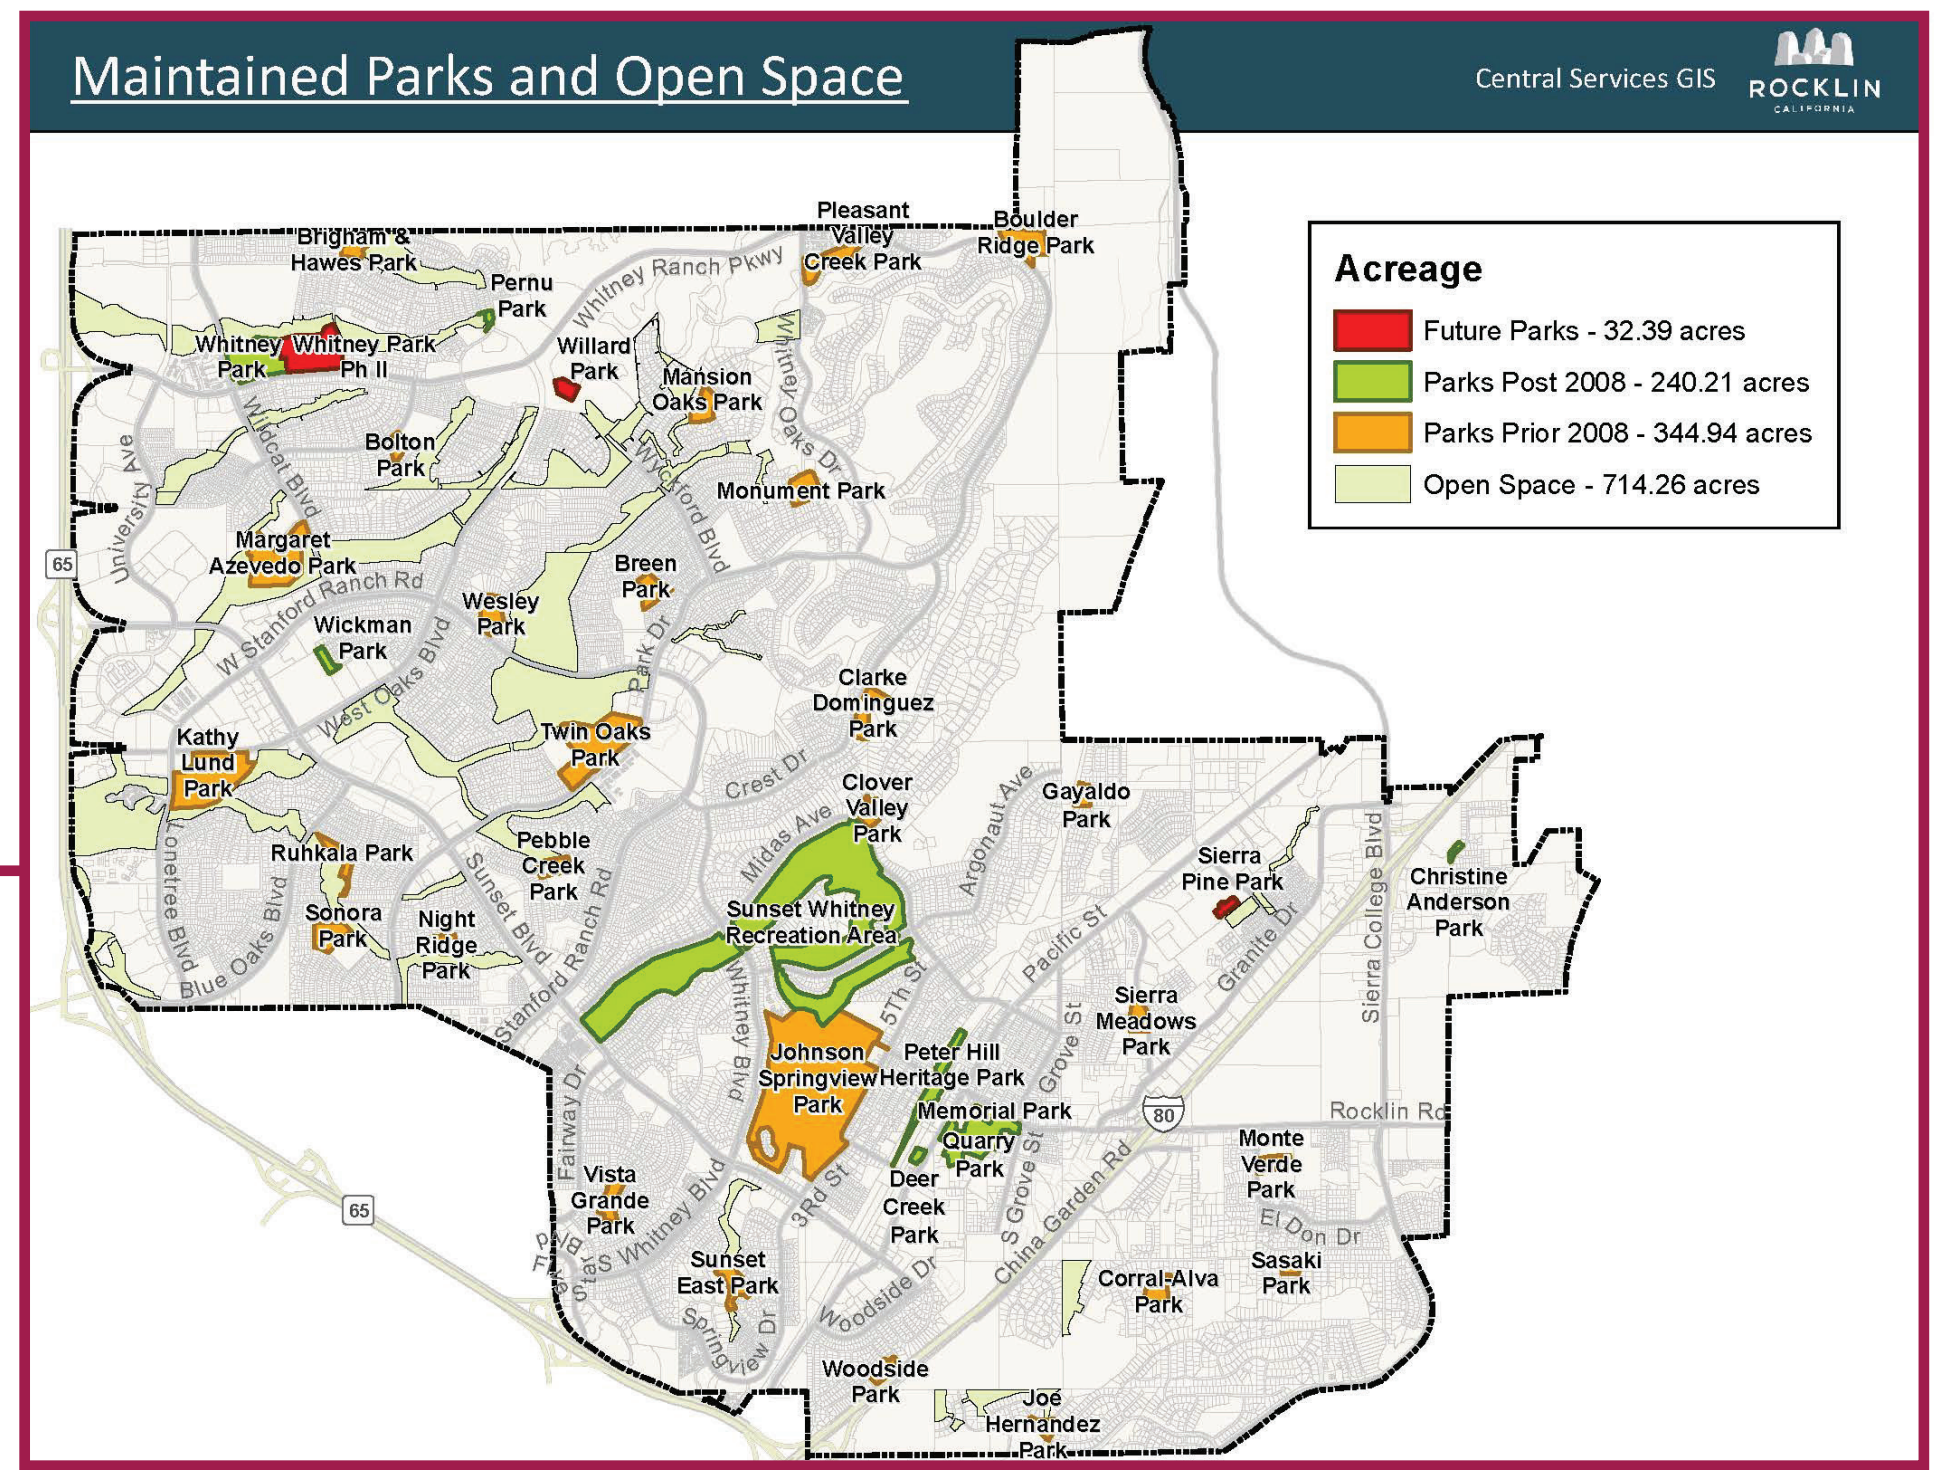 Maintained Parks and Open Space
Central Services GIS
ROCKLIN
CALIFORNIA
Acreage
Future Parks - 32.39 acres
Parks Post 2008 - 240.21 acres
Parks Prior 2008 - 344.94 acres
Open Space - 714.26 acres
Pleasant
Valley
Creek Park
Boulder
Ridge Park
Brigham &
Hawes Park
Pernu
Park
Whitney Ranch Pkwy
Whitney
Park
Whitney Park
Ph II
Willard
Park
Mansion
Oaks Park
Whitney Oaks Dr
Wildcat Blvd
University Ave
Bolton
Park
Wyckford Blvd
Monument Park
Margaret
Azevedo Park
65
W Stanford Ranch Rd
Breen
Park
Wesley
Park
Wickman
Park
West Oaks Blvd
Park Dr
Clarke
Dominguez
Park
Twin Oaks
Park
Kathy
Lund
Park
Crest Dr
Clover
Valley
Park
Midas Ave
Argonaut Ave
Gayaldo
Park
Lonetree Blvd
Ruhkala Park
Pebble
Creek
Park
Sunset Blvd
Sierra
Pine Park
Sierra College Blvd
Christine
Anderson
Park
Sonora
Park
Night
Ridge
Park
Blue Oaks Blvd
Stanford Ranch Rd
Sunset Whitney
Recreation Area
Pacific St
Granite Dr
Whitney Blvd
5Th St
Sierra
Meadows
Park
Johnson
Springview
Park
Peter Hill
Heritage Park
Grove St
Fairway Dr
Memorial Park
Quarry
Park
80
Rocklin Rd
Deer
Creek
Park
S Grove St
China Garden Rd
Monte
Verde
Park
El Don Dr
Vista
Grande
Park
65
Five Star Blvd
S Whitney Blvd
3Rd St
Sunset
East Park
Springview Dr
Woodside Dr
Corral-Alva
Park
Sasaki
Park
Woodside
Park
Joe
Hernandez
Park